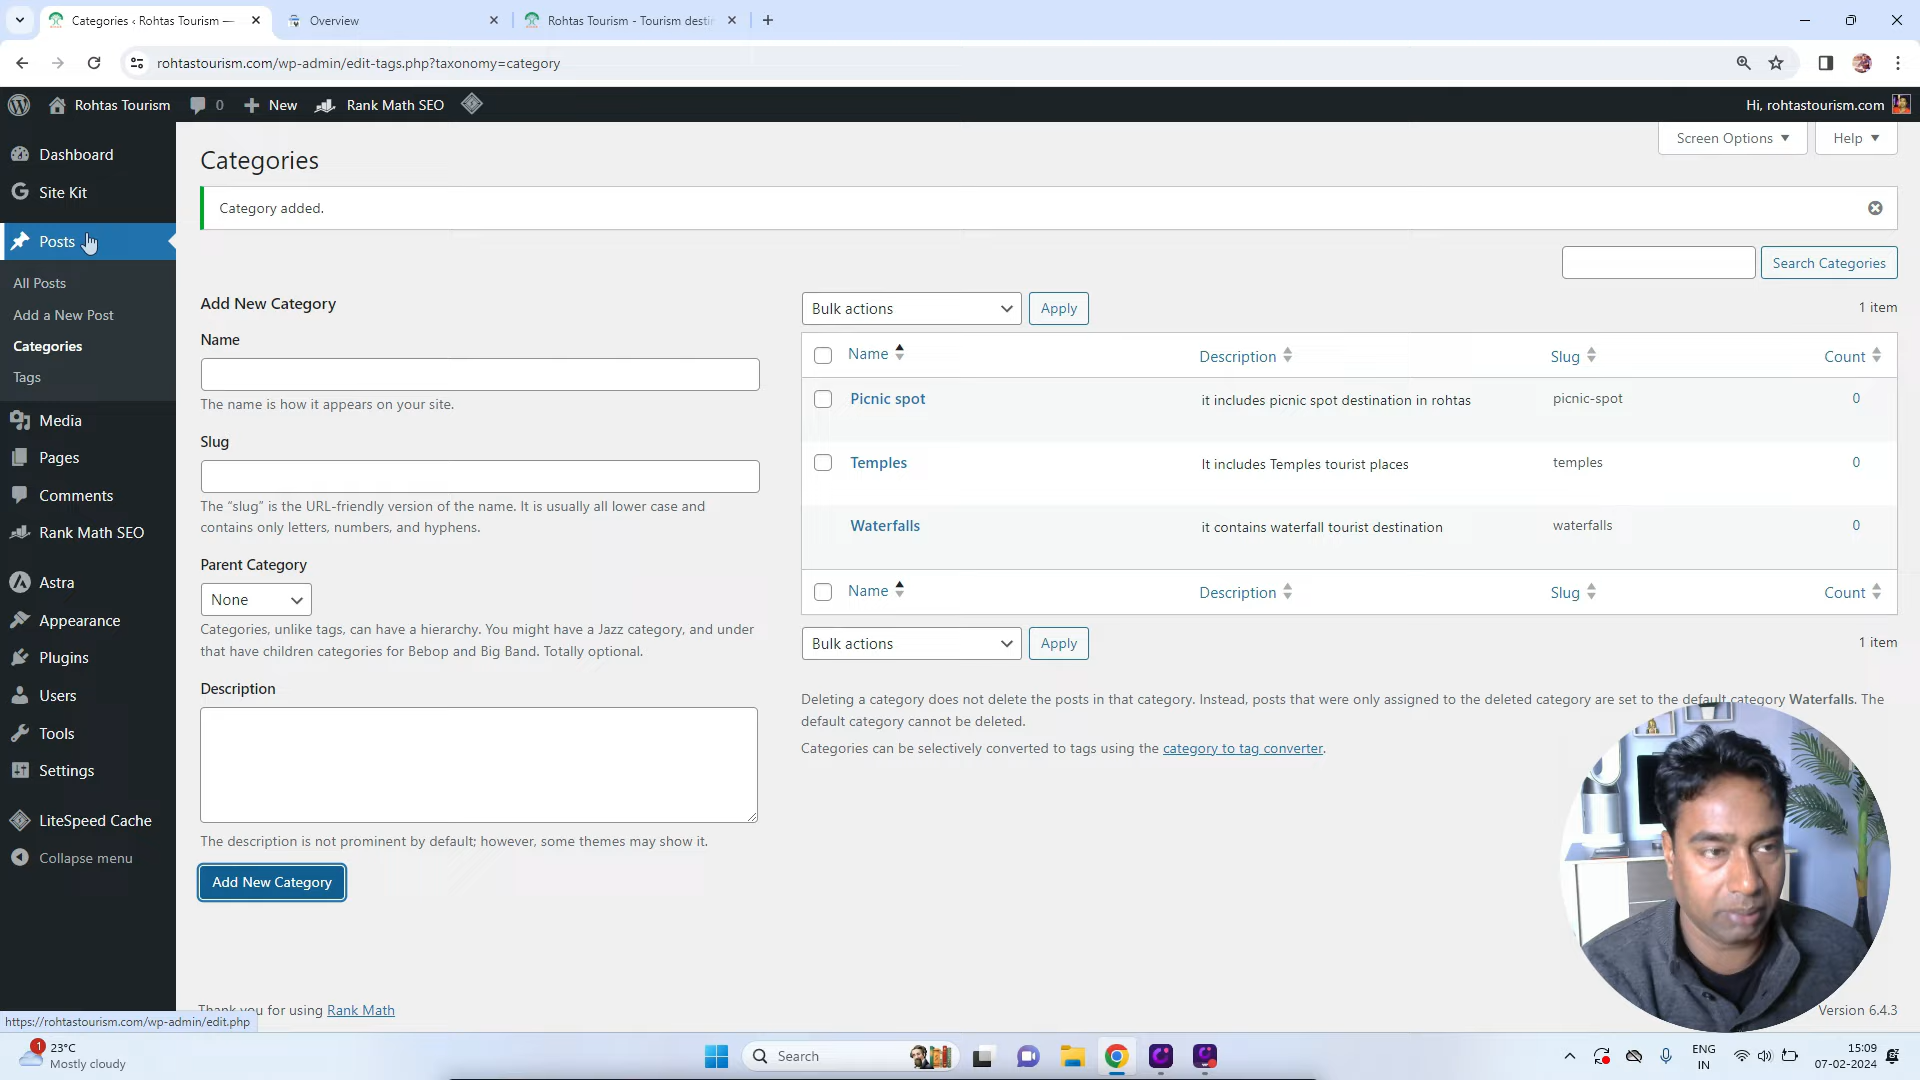 Categories ‹ Rohtas Tourism —
Overview
Rohtas Tourism - Tourism desti
rohtastourism.com/wp-admin/edit-tags.php?taxonomy=category
Rohtas Tourism
0
New
Rank Math SEO
Hi, rohtastourism.com
Dashboard
Site Kit
Posts
All Posts
Add a New Post
Categories
Tags
Media
Pages
Comments
Rank Math SEO
Astra
Appearance
Plugins
Users
Tools
Settings
LiteSpeed Cache
Collapse menu
Screen Options
Help
Categories
Category added.
Search Categories
Add New Category
Name
The name is how it appears on your site.
Slug
The “slug” is the URL-friendly version of the name. It is usually all lower case and
contains only letters, numbers, and hyphens.
Parent Category
None
Categories, unlike tags, can have a hierarchy. You might have a Jazz category, and under
that have children categories for Bebop and Big Band. Totally optional.
Description
The description is not prominent by default; however, some themes may show it.
Add New Category
Bulk actions
Apply
1 item
Name Description Slug Count
Picnic spot it includes picnic spot destination in rohtas picnic-spot 0
Temples It includes Temples tourist places temples 0
Waterfalls it contains waterfall tourist destination waterfalls 0
Name Description Slug Count
Bulk actions
Apply
1 item
Deleting a category does not delete the posts in that category. Instead, posts that were only assigned to the deleted category are set to the default category Waterfalls. The
default category cannot be deleted.
Categories can be selectively converted to tags using the category to tag converter.
Thank you for using Rank Math
Version 6.4.3
https://rohtastourism.com/wp-admin/edit.php
1
23°C
Mostly cloudy
Search
ENG
IN
15:09
07-02-2024